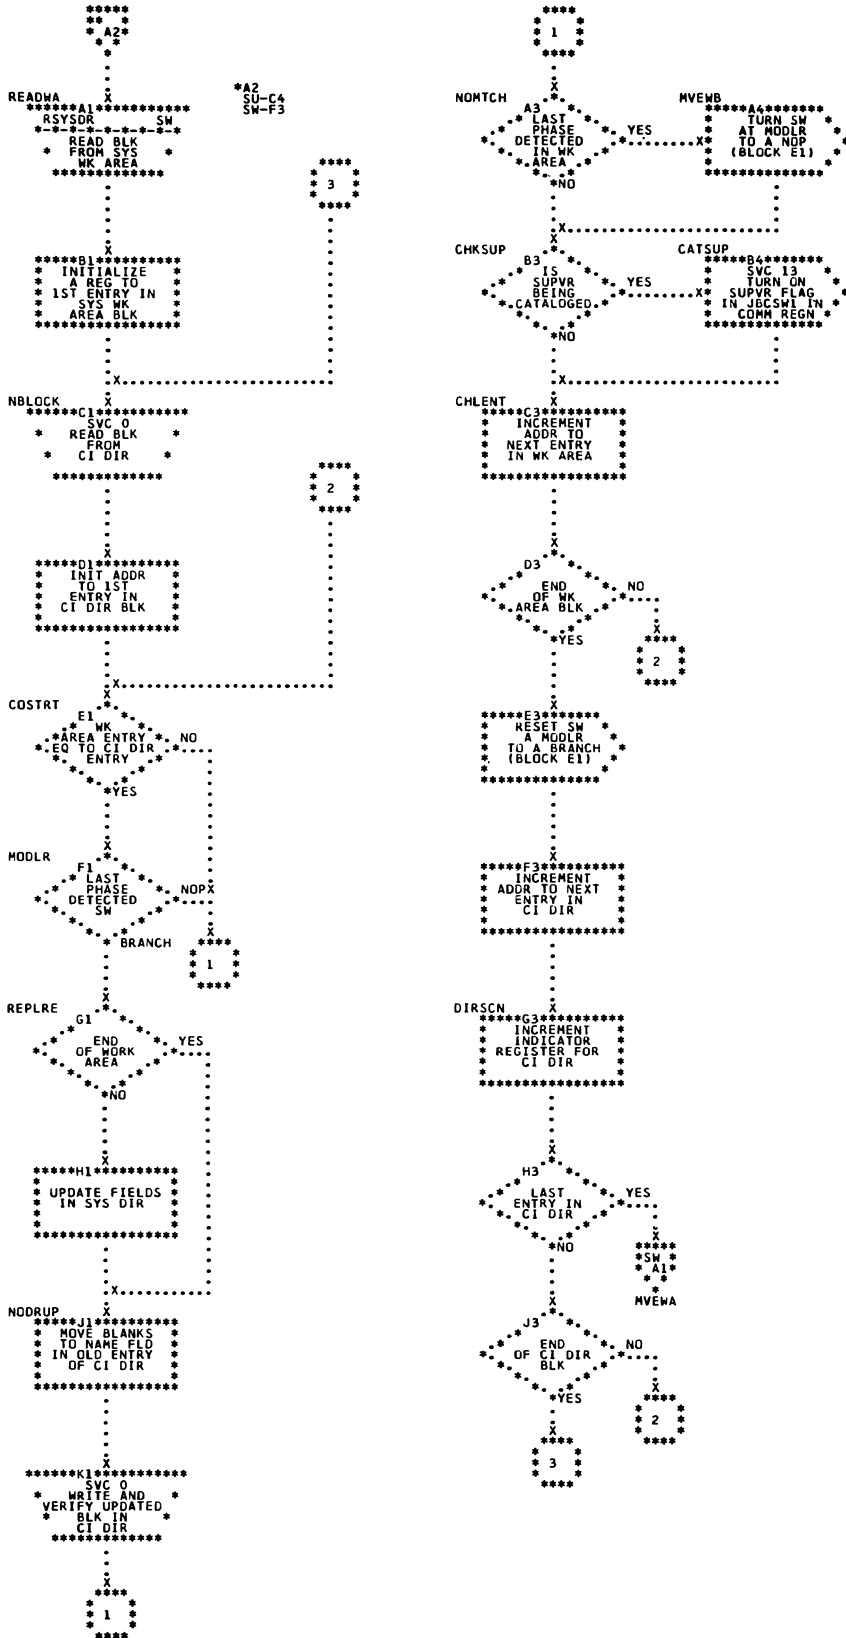 A2
READWA
A1
RSYSDR SW
READ BLK
FROM SYS
WK AREA
*A2
SU-C4
SW-F3
3
B1
INITIALIZE
A REG TO
1ST ENTRY IN
SYS WK
AREA BLK
NBLOCK
C1
SVC 0
READ BLK
FROM
CI DIR
2
D1
INIT ADDR
TO 1ST
ENTRY IN
CI DIR BLK
COSTRT
E1
WK
AREA ENTRY
EQ TO CI DIR
ENTRY
NO
YES
MODLR
F1
LAST
PHASE
DETECTED
SW
NOP
BRANCH
1
REPLRE
G1
END
OF WORK
AREA
YES
NO
H1
UPDATE FIELDS
IN SYS DIR
NODRUP
J1
MOVE BLANKS
TO NAME FLD
IN OLD ENTRY
OF CI DIR
K1
SVC 0
WRITE AND
VERIFY UPDATED
BLK IN
CI DIR
1
1
NOMTCH
A3
LAST
PHASE
DETECTED
IN WK
AREA
YES
NO
MVEWB
A4
TURN SW
AT MODLR
TO A NOP
(BLOCK E1)
CHKSUP
B3
IS
SUPVR
BEING
CATALOGED
YES
NO
CATSUP
B4
SVC 13
TURN ON
SUPVR FLAG
IN JBCSW1 IN
COMM REGN
CHLENT
C3
INCREMENT
ADDR TO
NEXT ENTRY
IN WK AREA
D3
END
OF WK
AREA BLK
NO
YES
2
E3
RESET SW
A MODLR
TO A BRANCH
(BLOCK E1)
F3
INCREMENT
ADDR TO NEXT
ENTRY IN
CI DIR
DIRSCN
G3
INCREMENT
INDICATOR
REGISTER FOR
CI DIR
H3
LAST
ENTRY IN
CI DIR
YES
NO
SW
A1
MVEWA
J3
END
OF CI DIR
BLK
NO
YES
2
3